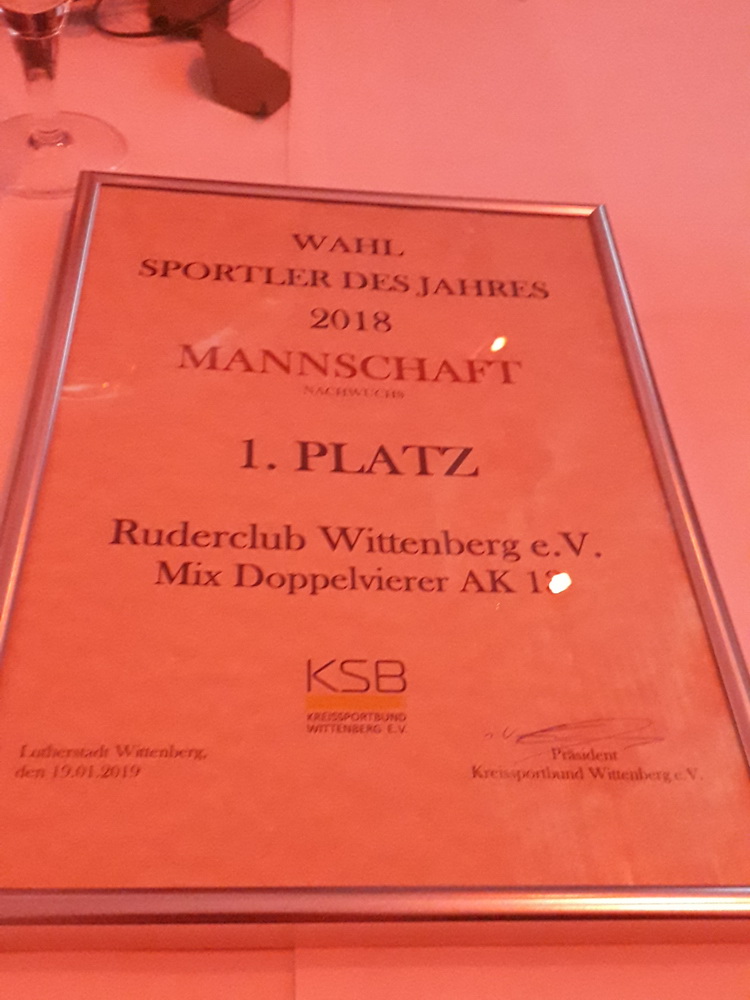 WAHL
SPORTLER DES JAHRES
2018
MANNSCHAFT
NACHWUCHS
1. PLATZ
Ruderclub Wittenberg e.V.
Mix Doppelvierer AK
KSB
KREISSPORTBUND
WITTENBERG E.V.
Lutherstadt Wittenberg,
den 19.01.2019
Präsident
Kreissportbund Wittenberg e.V.